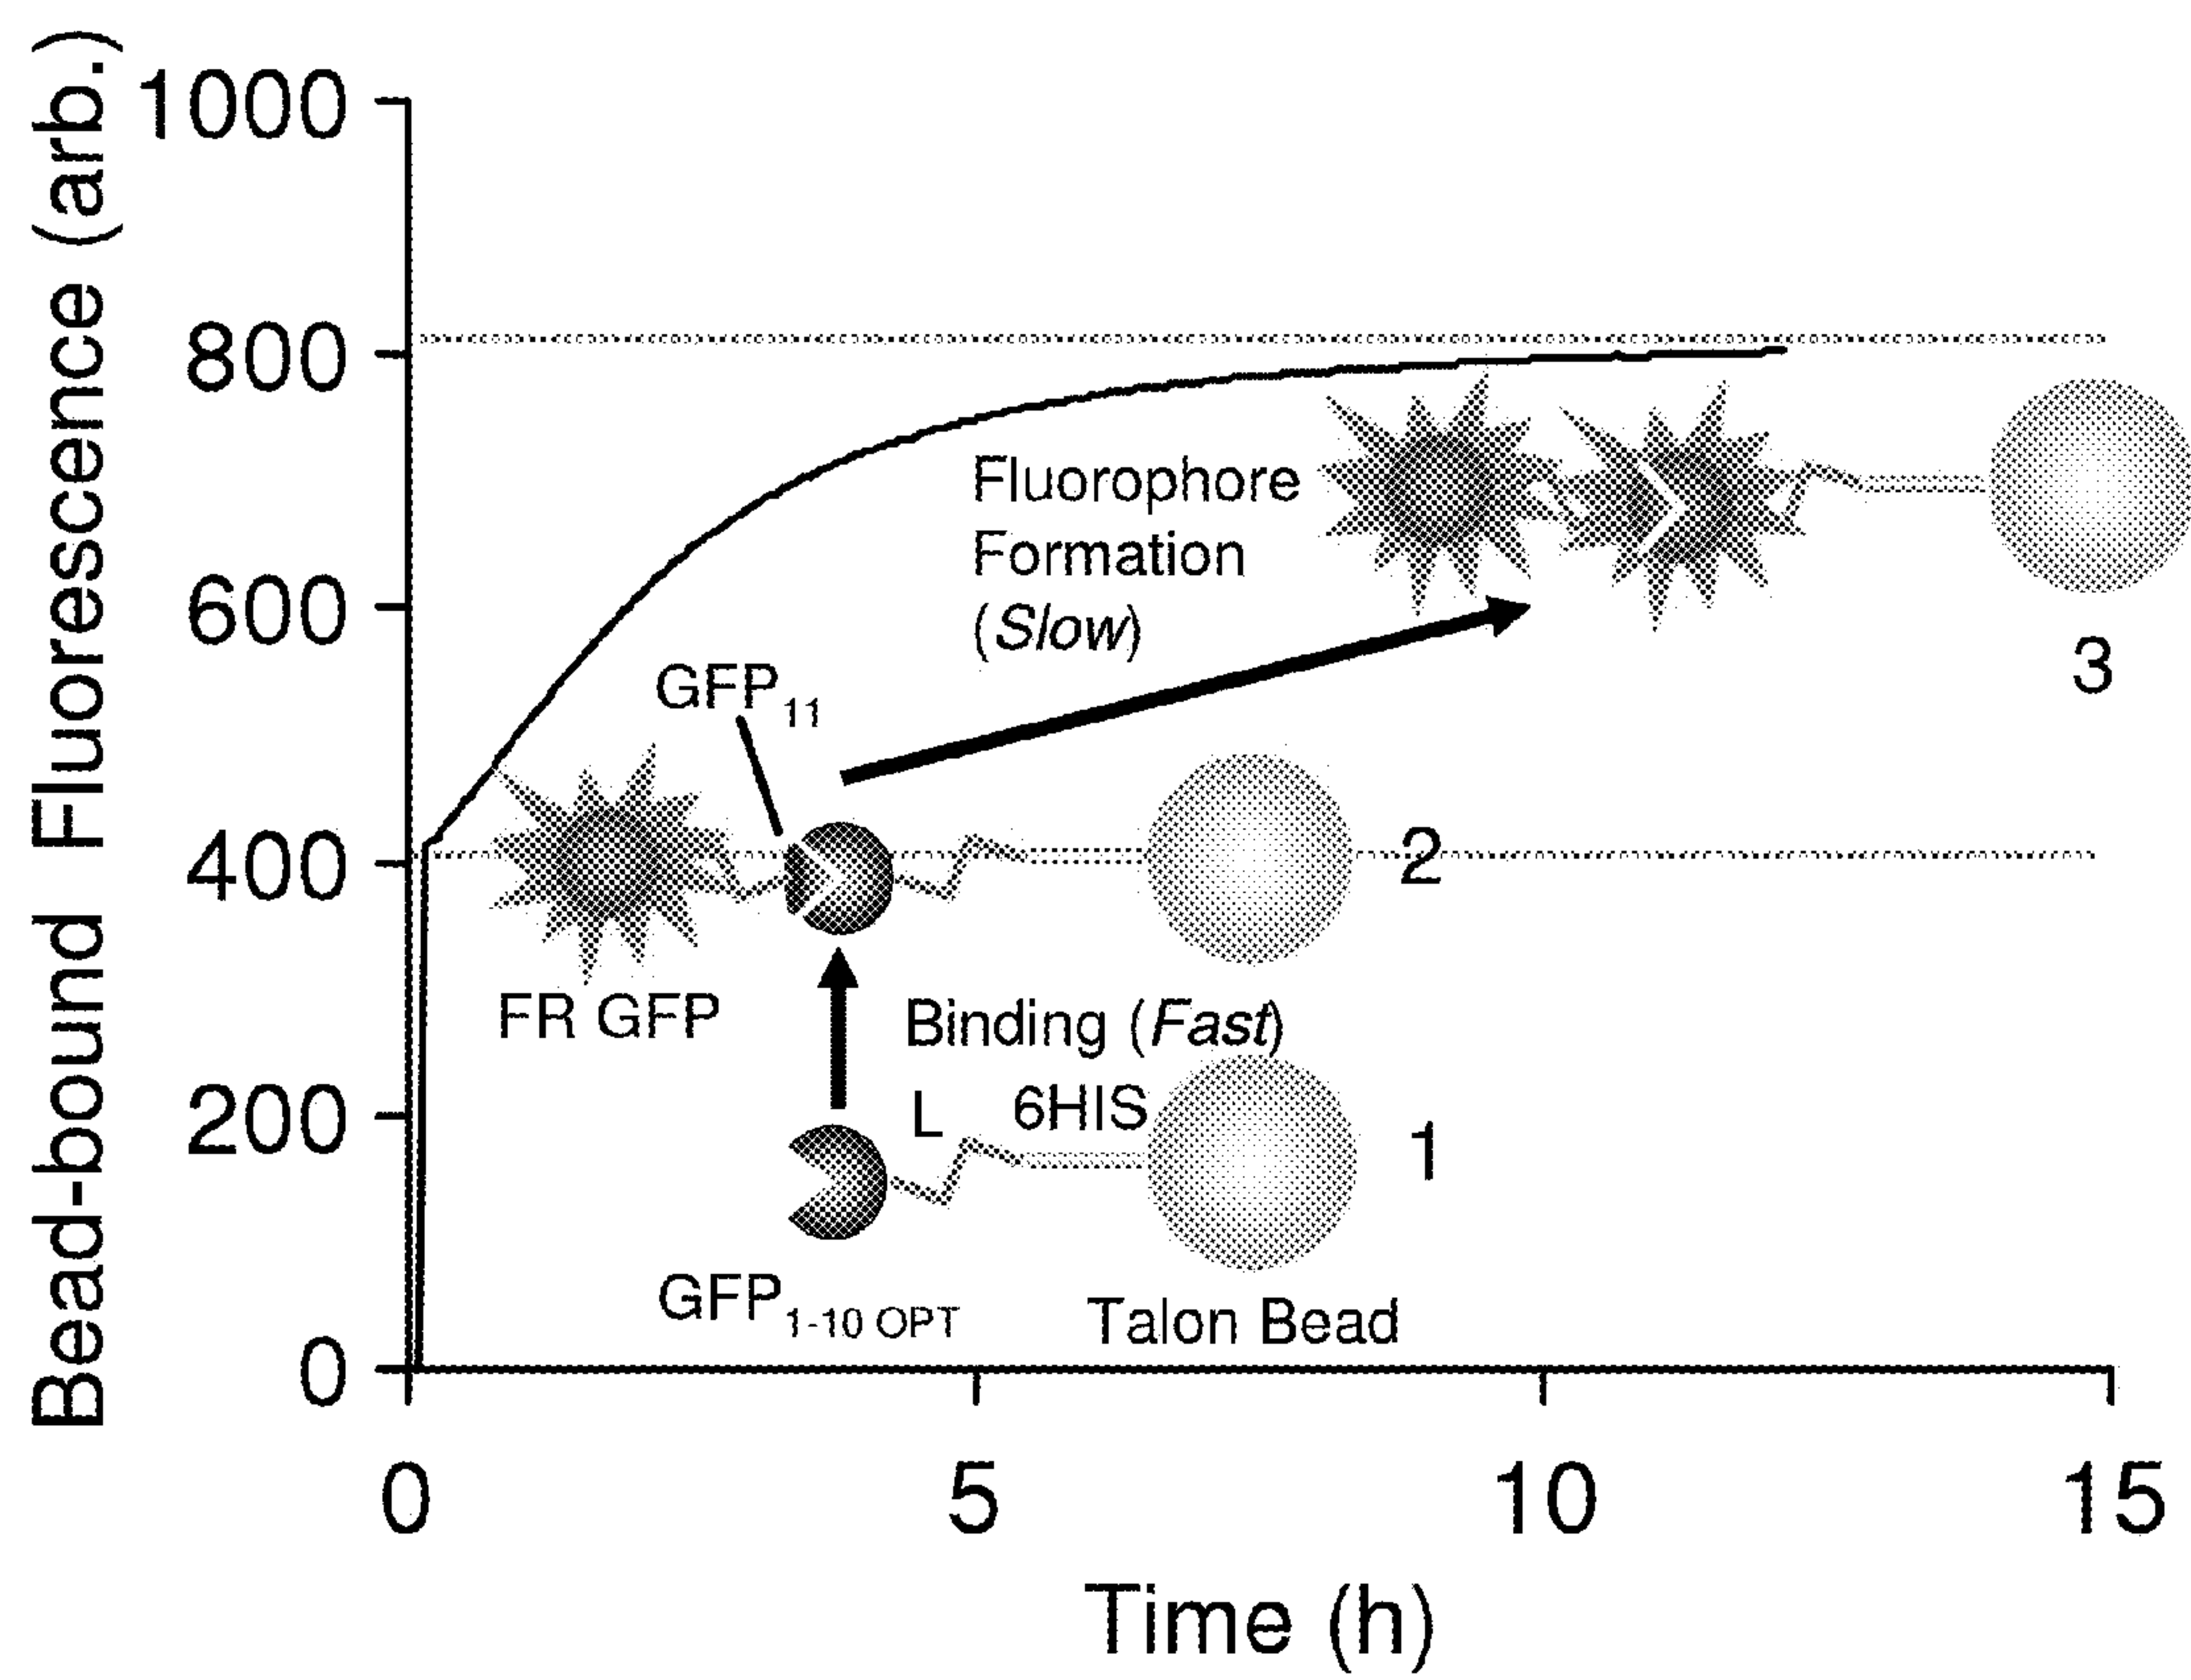 Bead-bound Fluorescence (arb.)
1000
800
600
400
200
0
Fluorophore
Formation
(Slow)
3
GFP11
2
FR GFP
Binding (Fast)
L
6HIS
1
GFP1-10 OPT
Talon Bead
0
5
10
15
Time (h)